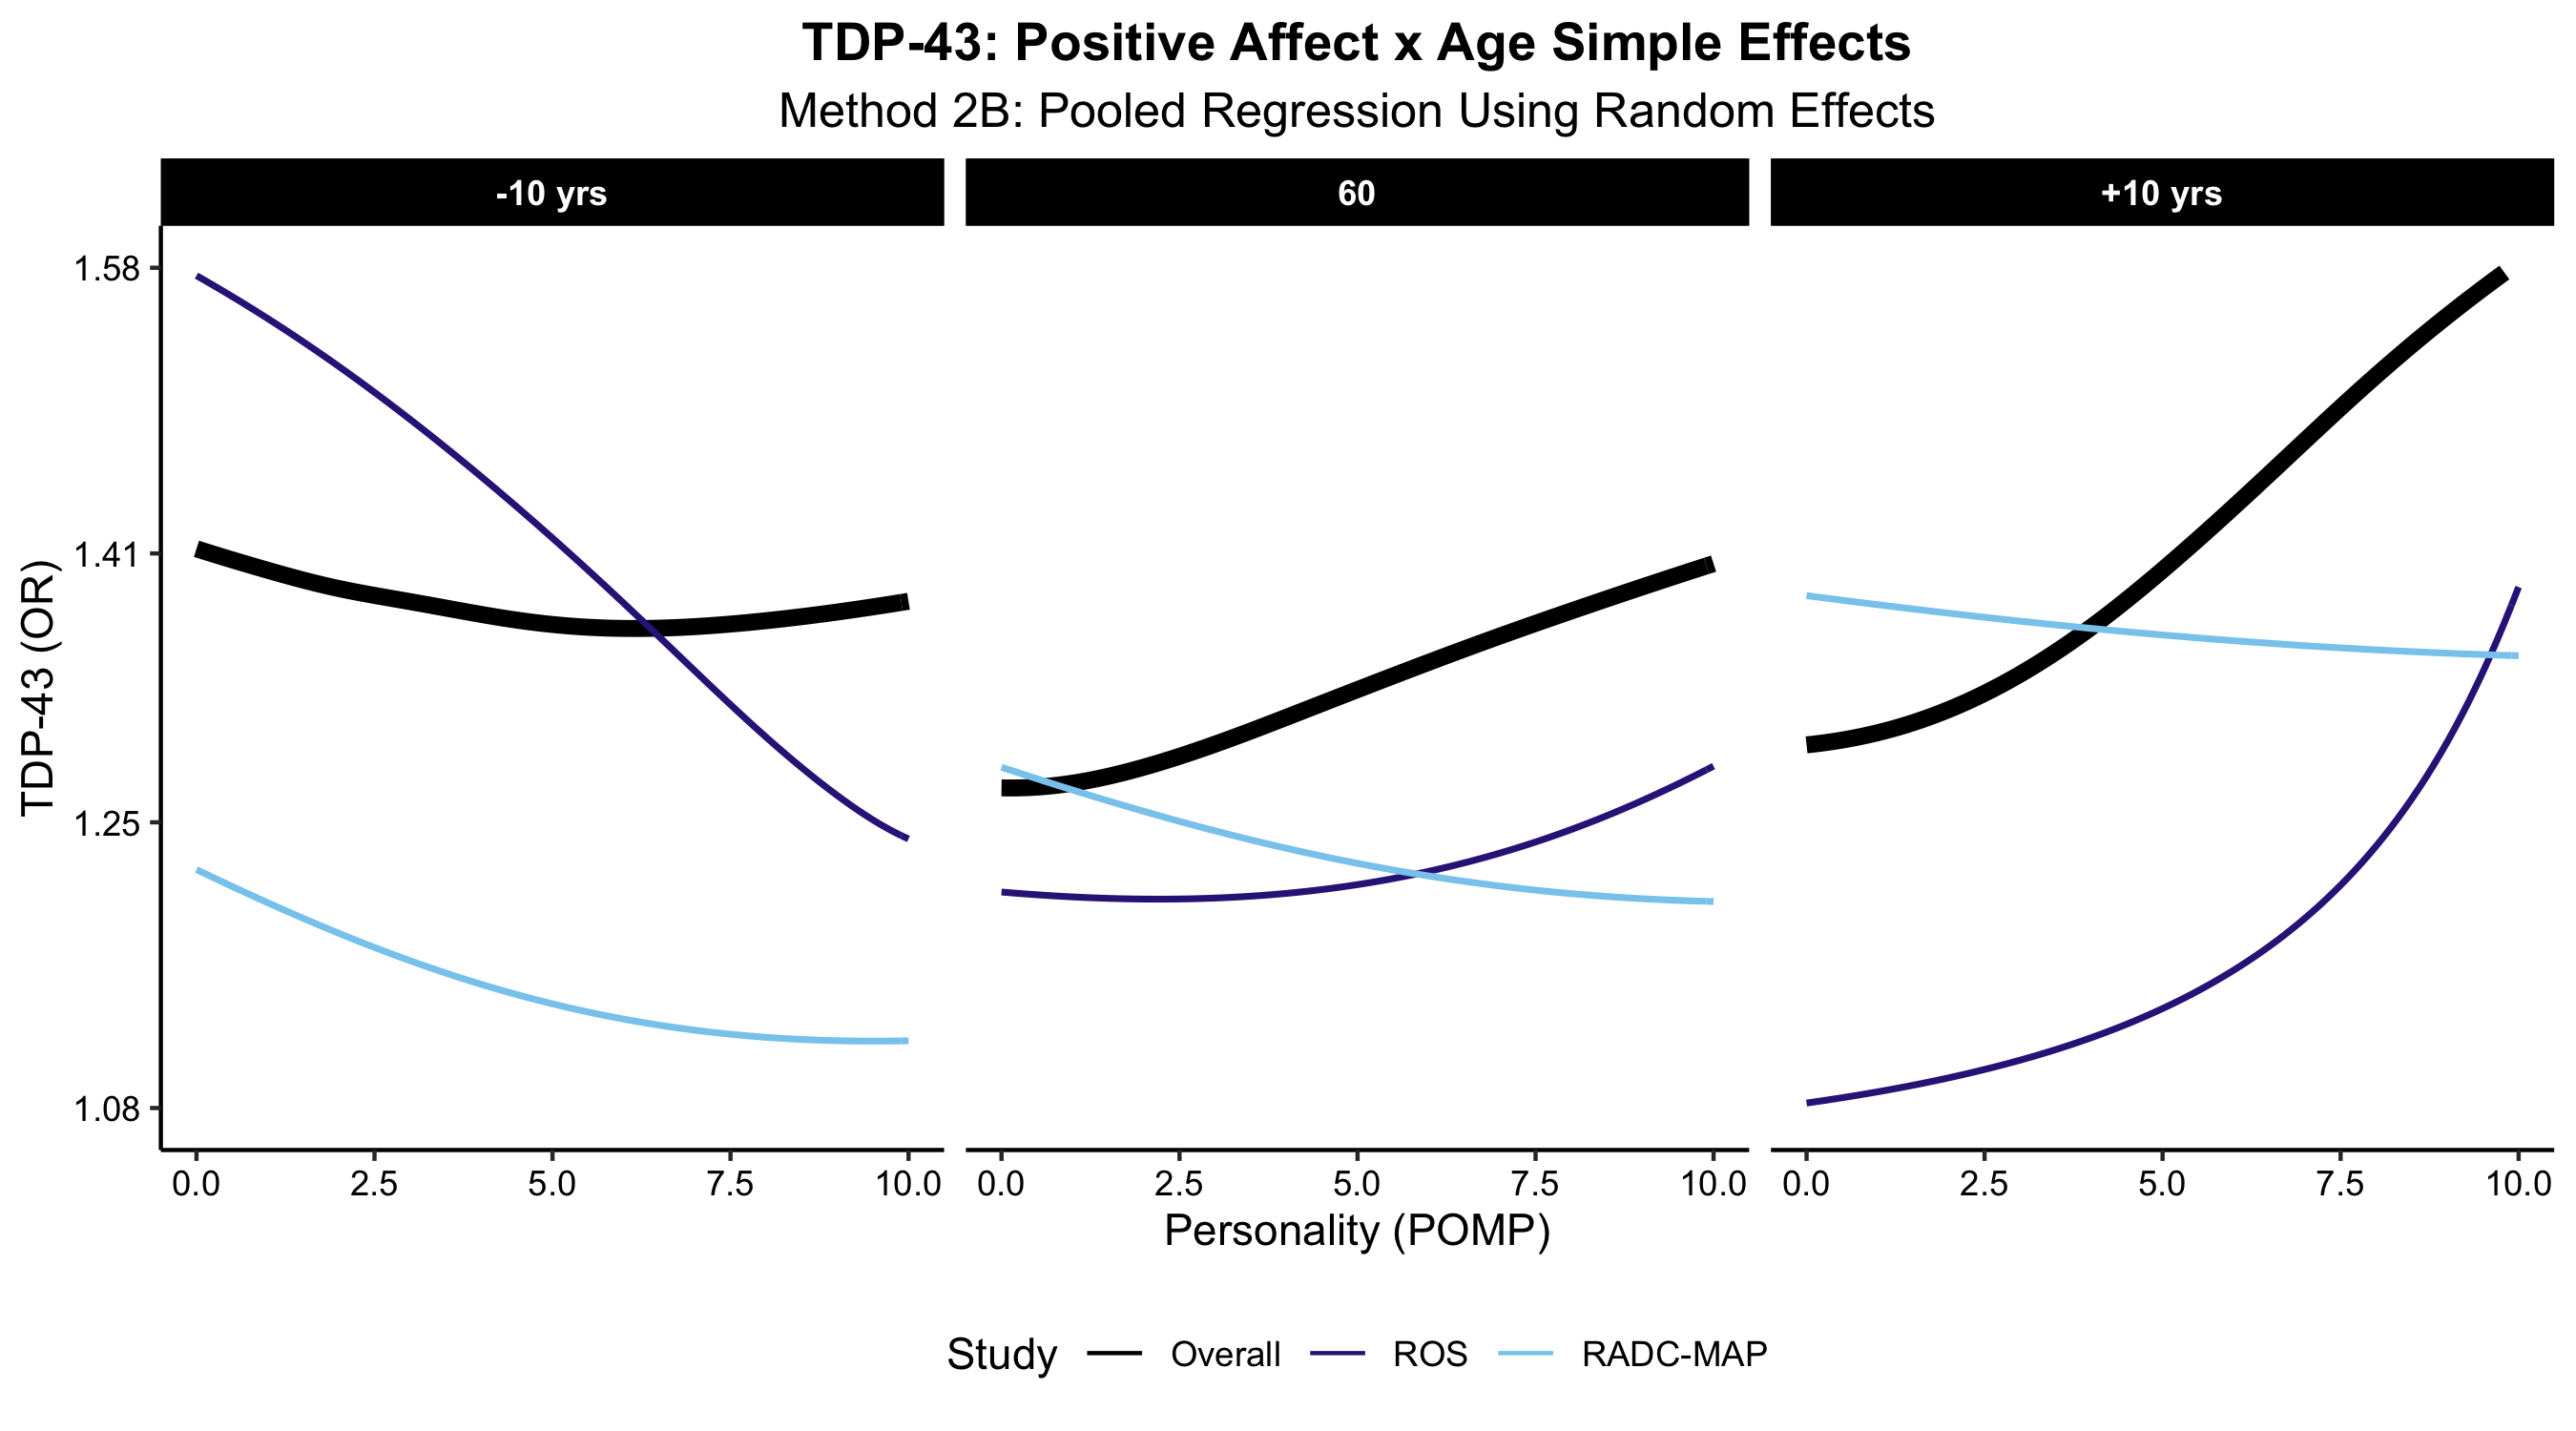 TDP-43: Positive Affect x Age Simple Effects
Method 2B: Pooled Regression Using Random Effects
-10 yrs
60
+10 yrs
TDP-43 (OR)
1.58
1.41
1.25
1.08
0.0 2.5 5.0 7.5 10.0
0.0 2.5 5.0 7.5 10.0
0.0 2.5 5.0 7.5 10.0
Personality (POMP)
Study Overall ROS RADC-MAP